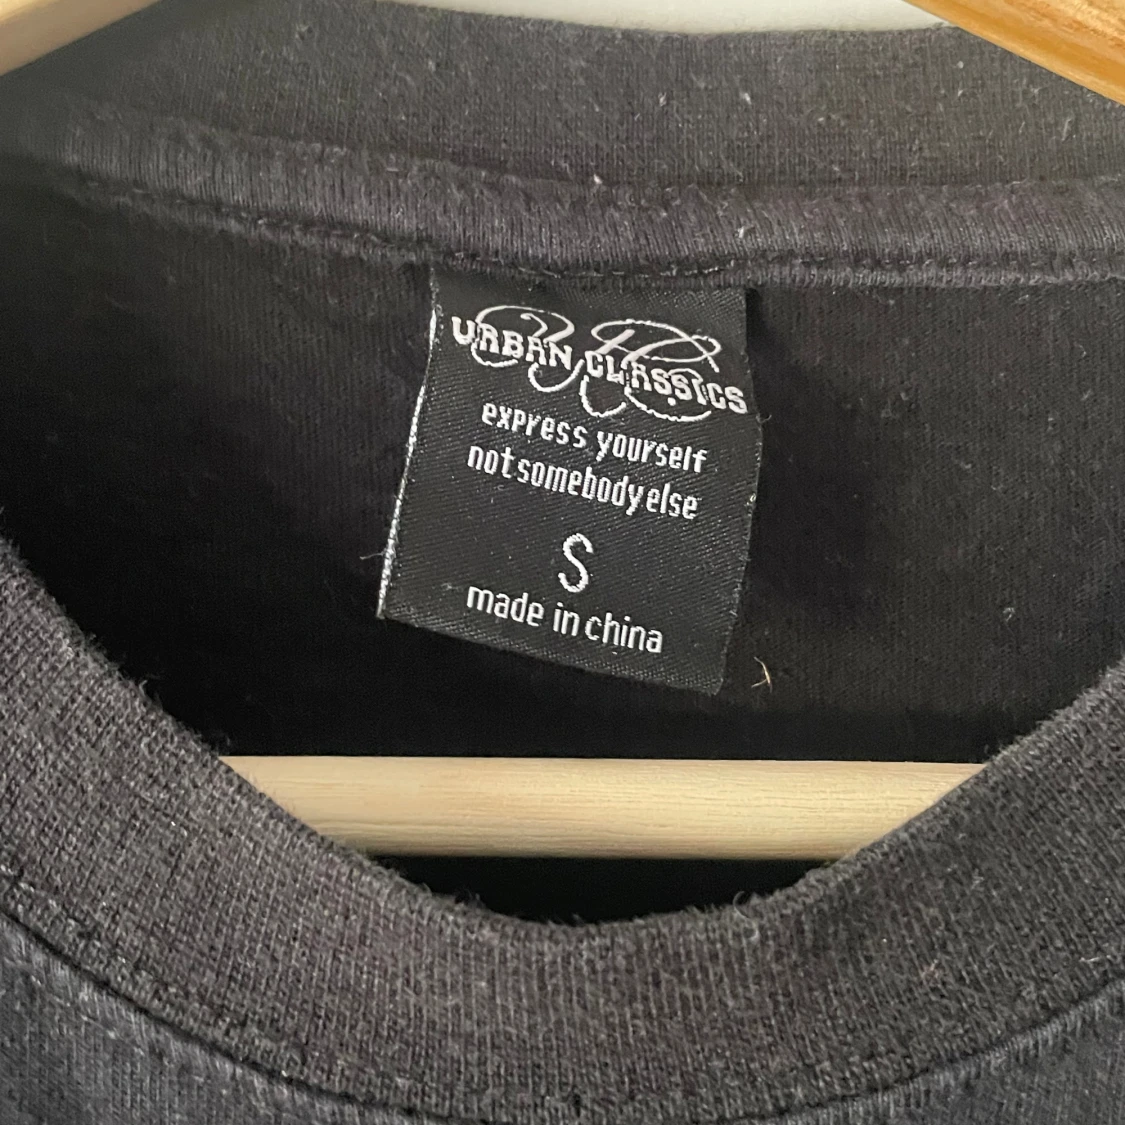 URBAN CLASSICS
express yourself
not somebody else
S
made in china